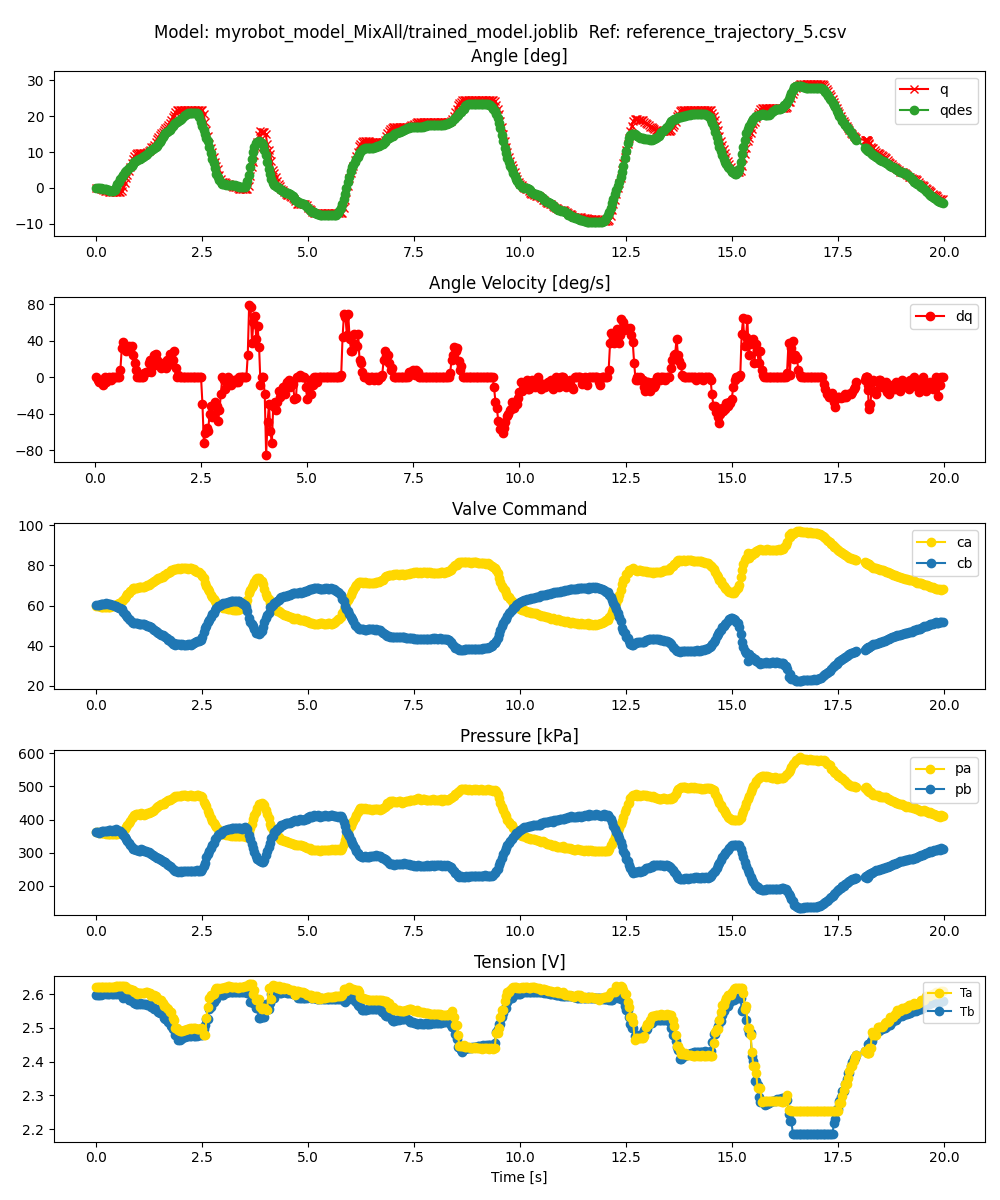 Model: myrobot_model_MixAll/trained_model.joblib  Ref: reference_trajectory_5.csv
Angle [deg]
30
20
10
0
−10
q
qdes
0.0 2.5 5.0 7.5 10.0 12.5 15.0 17.5 20.0
Angle Velocity [deg/s]
80
40
0
−40
−80
dq
0.0 2.5 5.0 7.5 10.0 12.5 15.0 17.5 20.0
Valve Command
100
80
60
40
20
ca
cb
0.0 2.5 5.0 7.5 10.0 12.5 15.0 17.5 20.0
Pressure [kPa]
600
500
400
300
200
pa
pb
0.0 2.5 5.0 7.5 10.0 12.5 15.0 17.5 20.0
Tension [V]
2.6
2.5
2.4
2.3
2.2
Ta
Tb
0.0 2.5 5.0 7.5 10.0 12.5 15.0 17.5 20.0
Time [s]